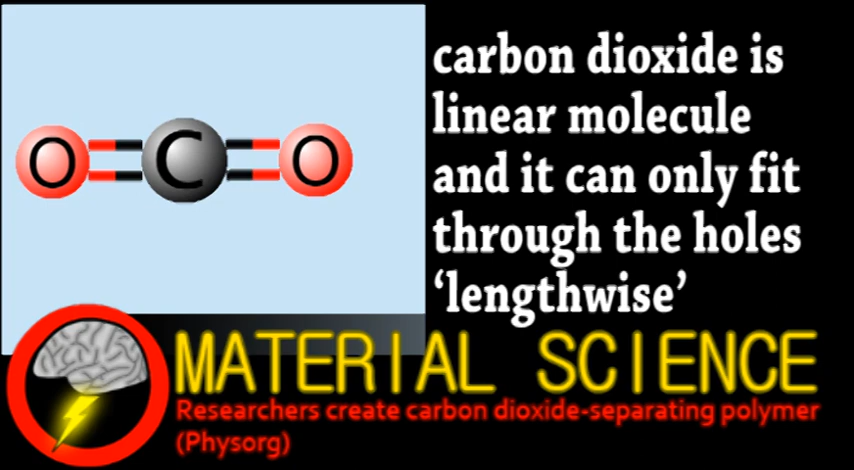 O C O
carbon dioxide is
linear molecule
and it can only fit
through the holes
‘lengthwise’
MATERIAL SCIENCE
Researchers create carbon dioxide-separating polymer
(Physorg)